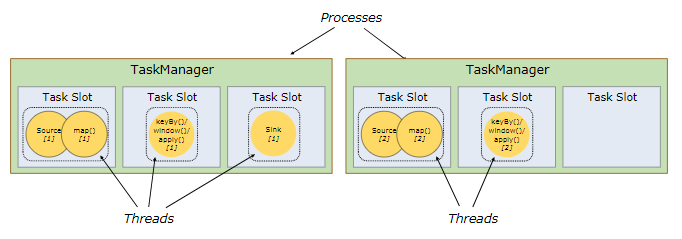 Processes
TaskManager
Task Slot
Task Slot
Task Slot
Source
[1]
map()
[1]
keyBy()/
window()/
apply()
[1]
Sink
[1]
Threads
TaskManager
Task Slot
Task Slot
Task Slot
Source
[2]
map()
[2]
keyBy()/
window()/
apply()
[2]
Threads